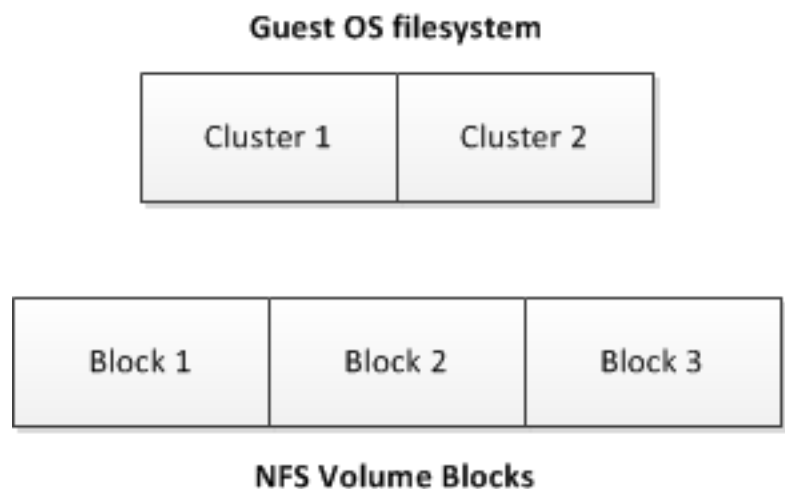 Guest OS filesystem
Cluster 1 Cluster 2
Block 1 Block 2 Block 3
NFS Volume Blocks